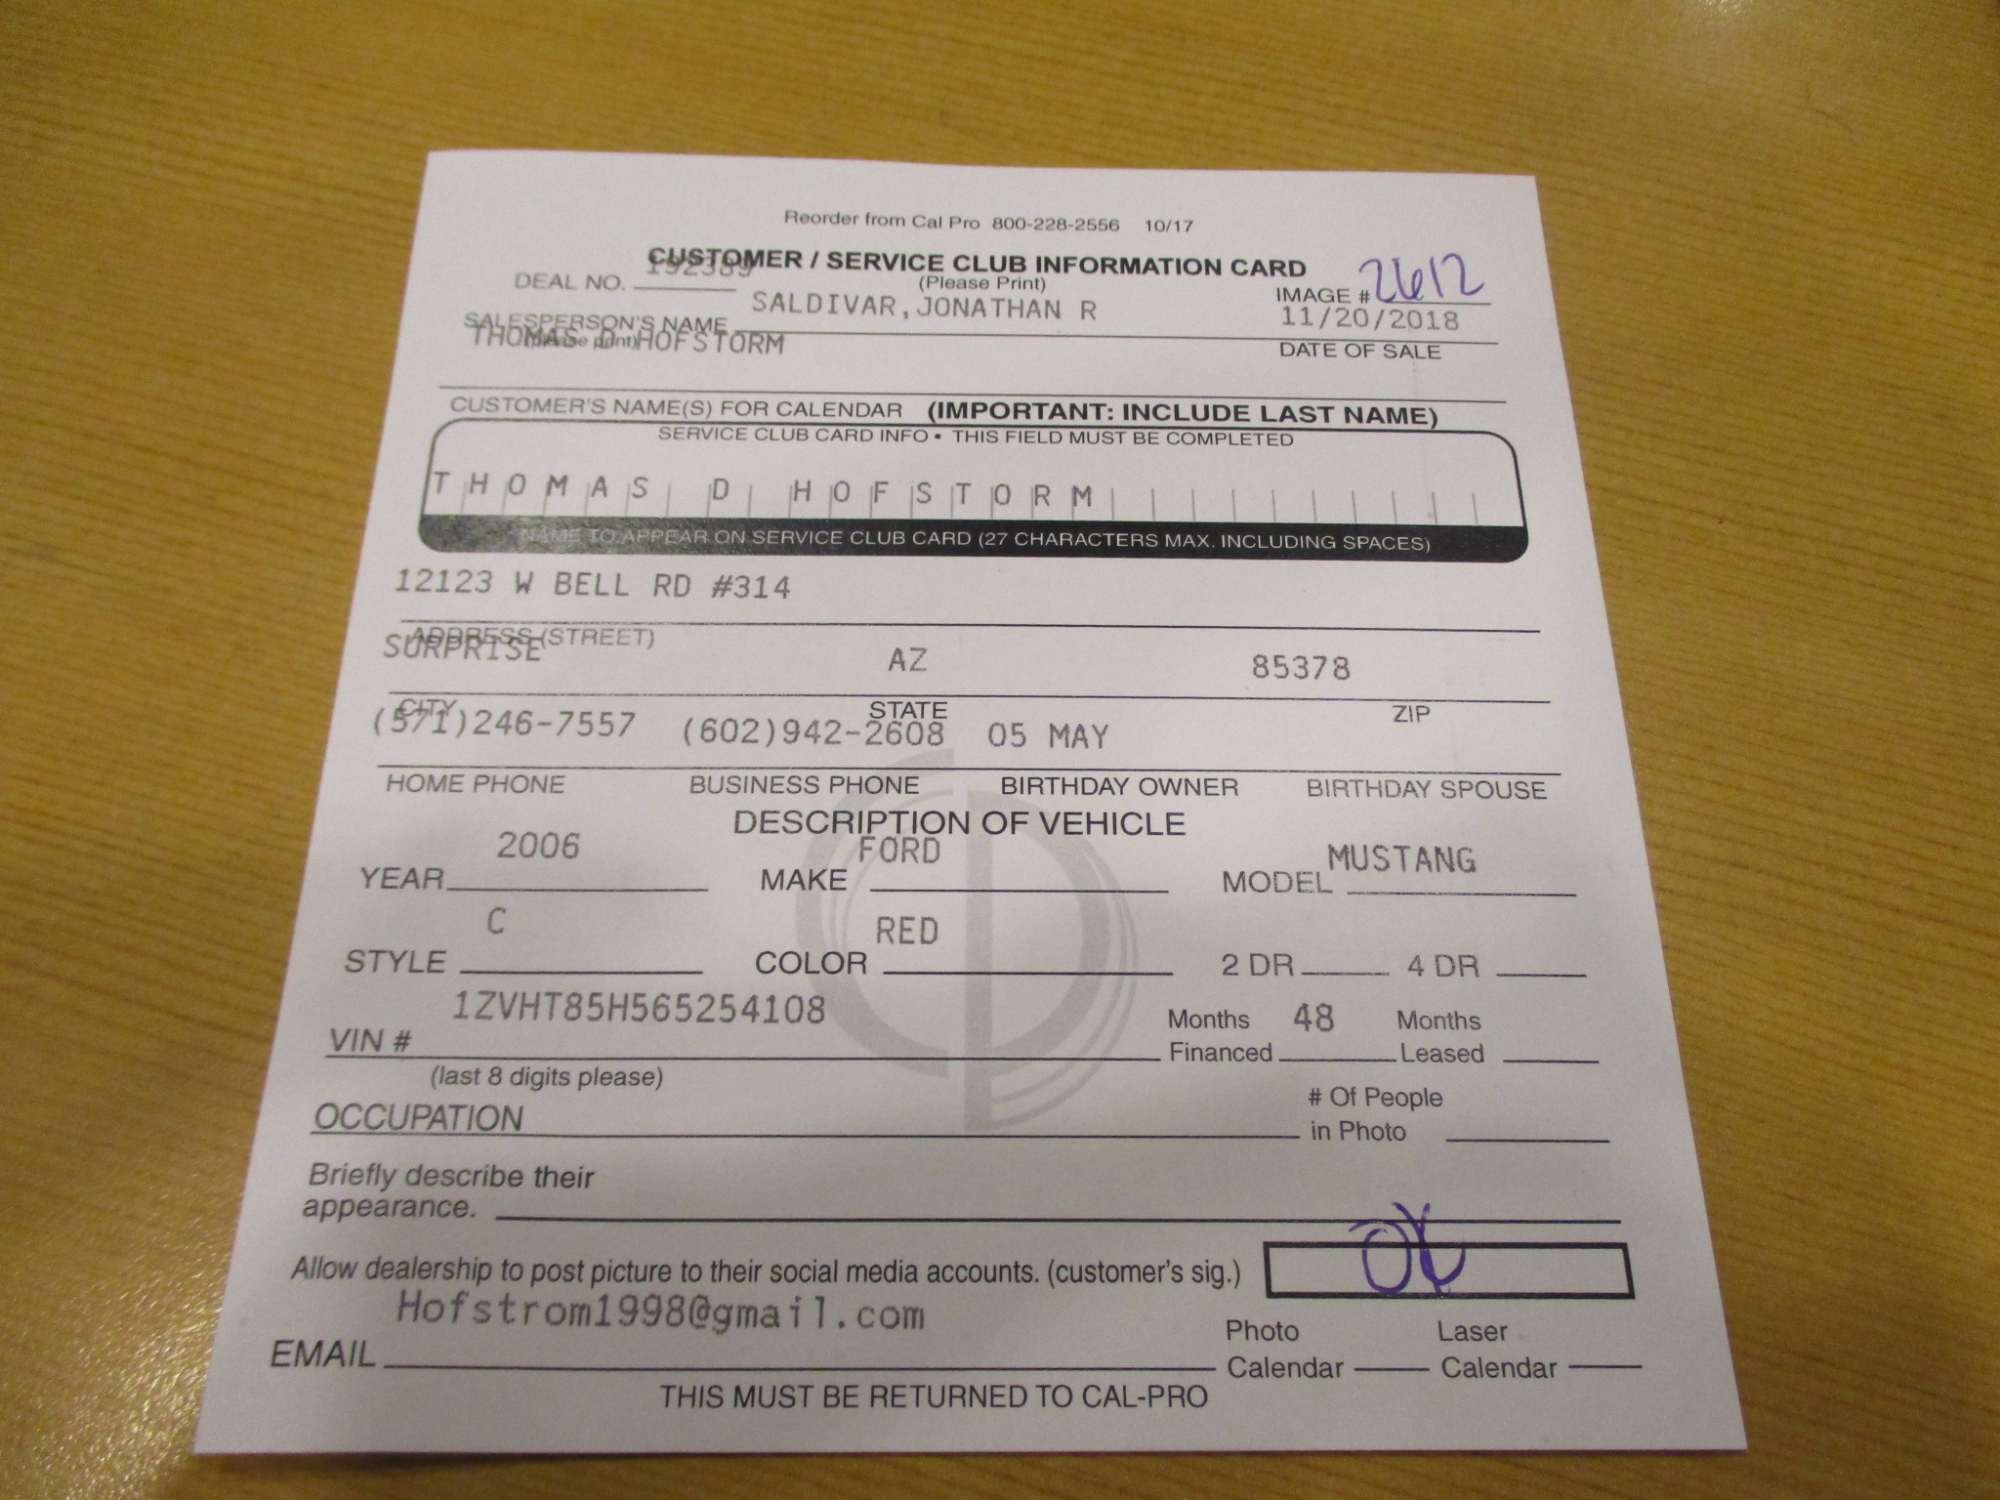 Reorder from Cal Pro 800-228-2556 10/17
CUSTOMER / SERVICE CLUB INFORMATION CARD
DEAL NO. 192389 (Please Print) IMAGE # 2612
SALESPERSON'S NAME SALDIVAR,JONATHAN R 11/20/2018
(please print) DATE OF SALE
THOMAS D HOFSTORM
CUSTOMER'S NAME(S) FOR CALENDAR (IMPORTANT: INCLUDE LAST NAME)
SERVICE CLUB CARD INFO • THIS FIELD MUST BE COMPLETED
THOMAS D HOFSTORM
NAME TO APPEAR ON SERVICE CLUB CARD (27 CHARACTERS MAX. INCLUDING SPACES)
12123 W BELL RD #314
ADDRESS (STREET)
SURPRISE AZ 85378
CITY STATE ZIP
(571)246-7557 (602)942-2608 05 MAY
HOME PHONE BUSINESS PHONE BIRTHDAY OWNER BIRTHDAY SPOUSE
DESCRIPTION OF VEHICLE
YEAR 2006 MAKE FORD MODEL MUSTANG
STYLE C COLOR RED 2 DR 4 DR
VIN # 1ZVHT85H565254108 Months Financed 48 Months Leased
(last 8 digits please)
OCCUPATION # Of People in Photo
Briefly describe their
appearance.
Allow dealership to post picture to their social media accounts. (customer's sig.) OK
EMAIL Hofstrom1998@gmail.com Photo Calendar Laser Calendar
THIS MUST BE RETURNED TO CAL-PRO